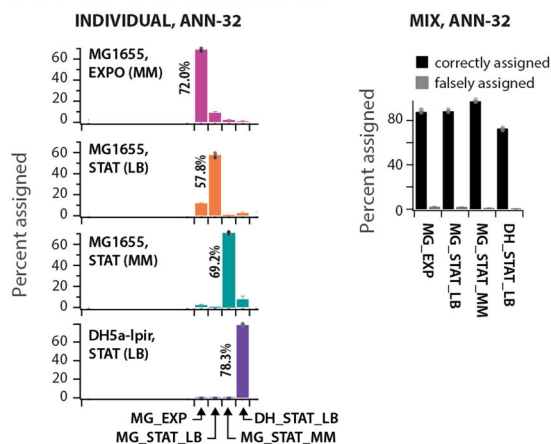 INDIVIDUAL, ANN-32
MIX, ANN-32
Percent assigned
MG1655,
EXPO (MM)
72.0%
60
40
20
0
MG1655,
STAT (LB)
57.8%
60
40
20
0
MG1655,
STAT (MM)
69.2%
60
40
20
0
DH5a-lpir,
STAT (LB)
78.3%
60
40
20
0
MG_EXP
DH_STAT_LB
MG_STAT_LB
MG_STAT_MM
correctly assigned
falsely assigned
Percent assigned
80
40
0
MG_EXP
MG_STAT_LB
MG_STAT_MM
DH_STAT_LB